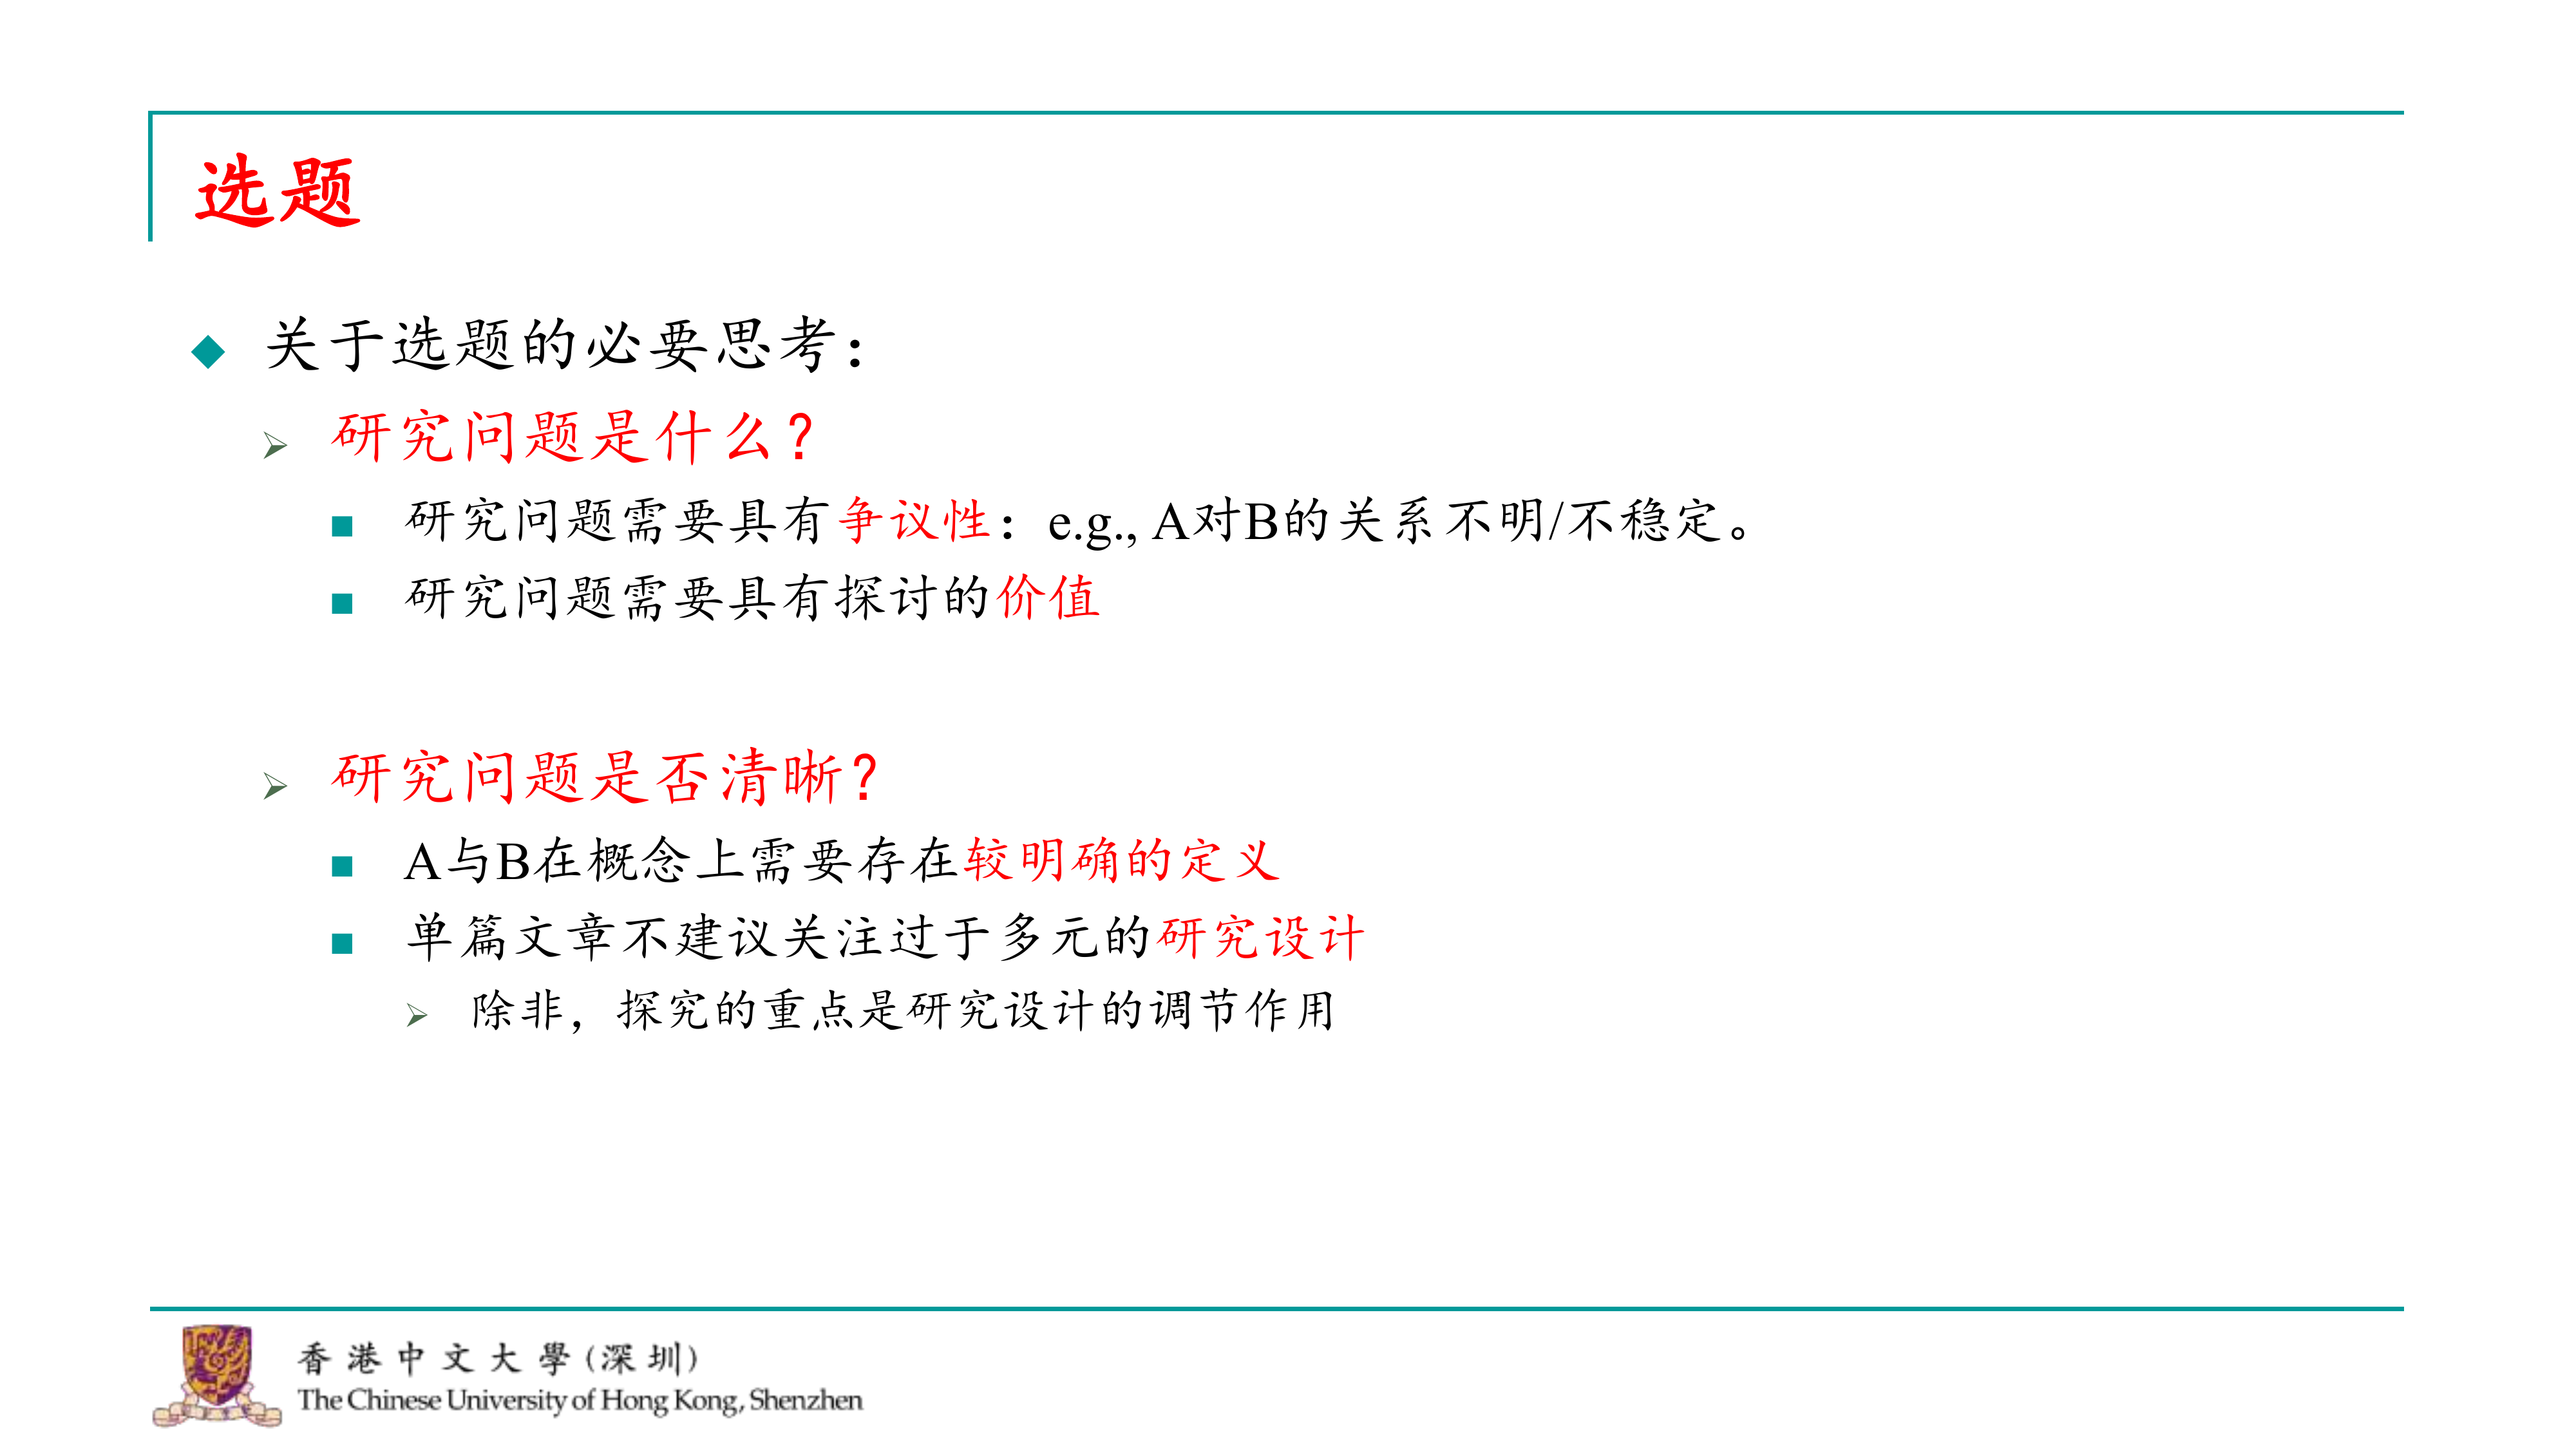 选题
关于选题的必要思考：
研究问题是什么？
研究问题需要具有争议性：e.g., A对B的关系不明/不稳定。
研究问题需要具有探讨的价值
研究问题是否清晰？
A与B在概念上需要存在较明确的定义
单篇文章不建议关注过于多元的研究设计
除非，探究的重点是研究设计的调节作用
香港中文大學(深圳)
The Chinese University of Hong Kong, Shenzhen